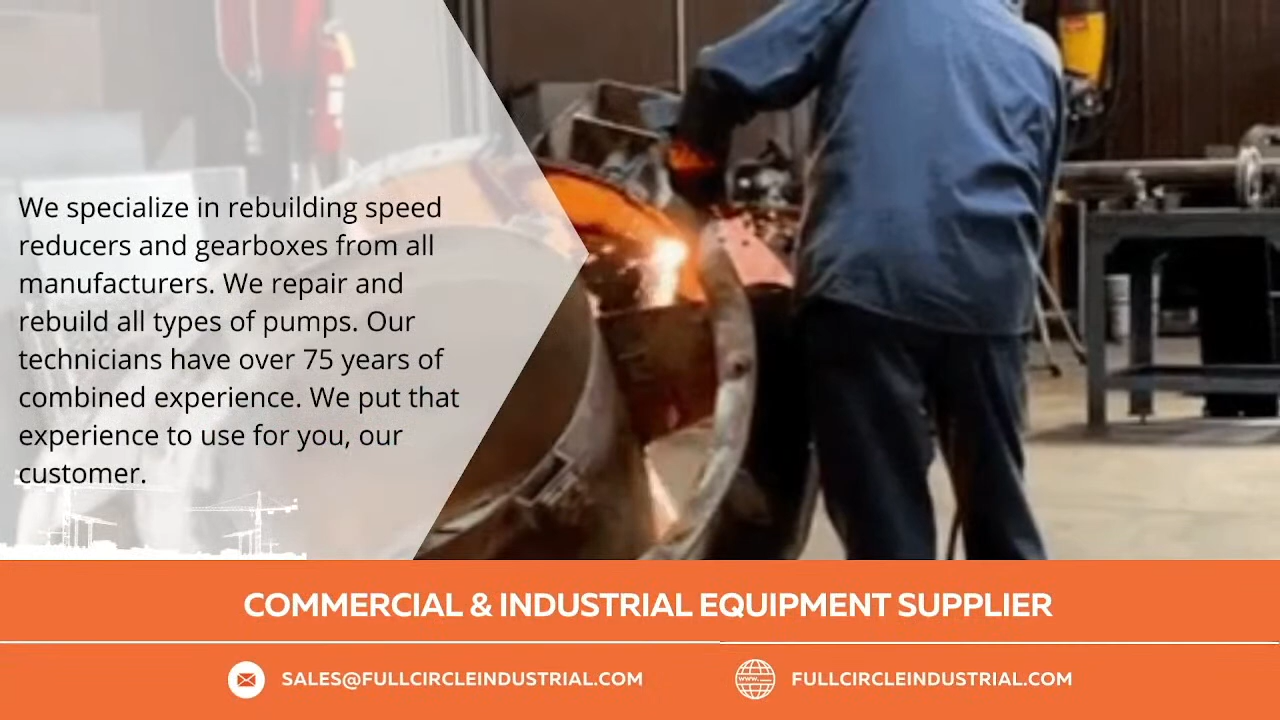 We specialize in rebuilding speed
reducers and gearboxes from all
manufacturers. We repair and
rebuild all types of pumps. Our
technicians have over 75 years of
combined experience. We put that
experience to use for you, our
customer.
COMMERCIAL & INDUSTRIAL EQUIPMENT SUPPLIER
SALES@FULLCIRCLEINDUSTRIAL.COM
FULLCIRCLEINDUSTRIAL.COM